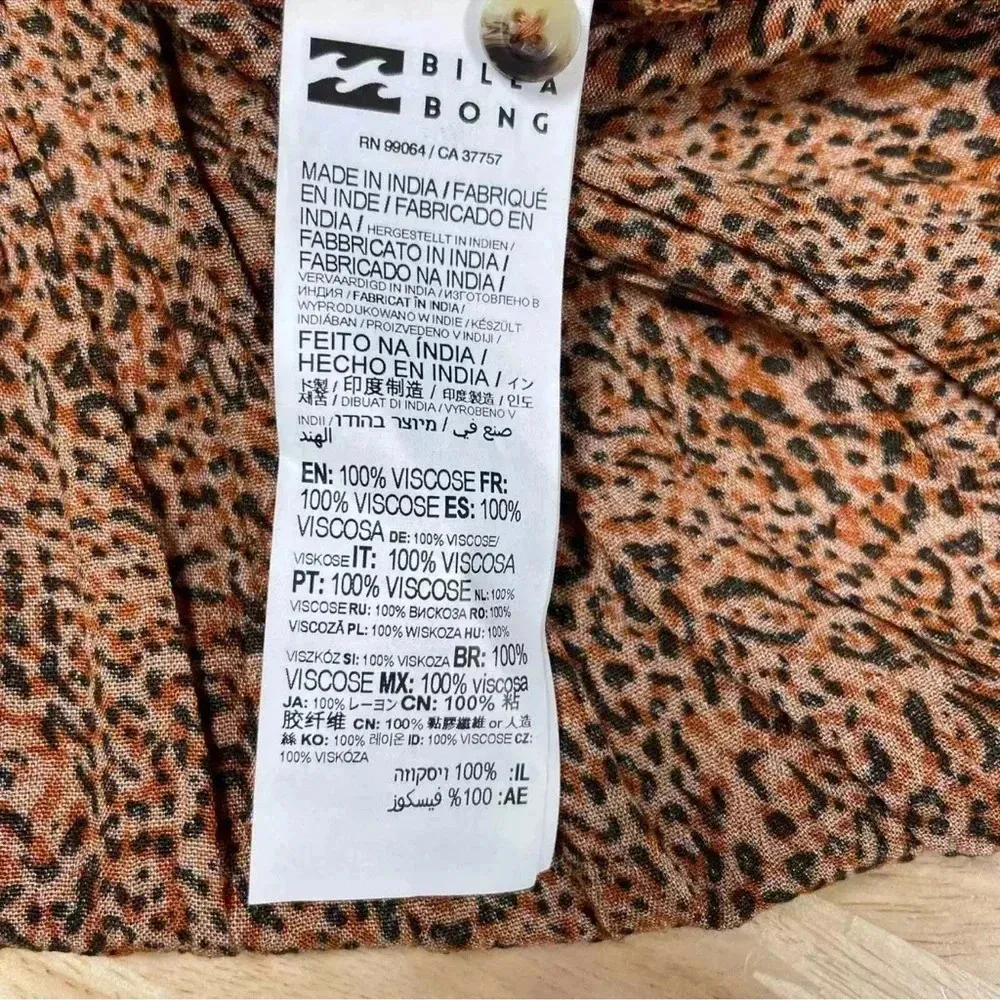 BILLA
BONG
RN 99064 / CA 37757
MADE IN INDIA / FABRIQUÉ
EN INDE / FABRICADO EN
INDIA / HERGESTELLT IN INDIEN /
FABBRICATO IN INDIA /
FABRICADO NA INDIA /
VERVAARDIGD IN INDIA / ИЗГОТОВЛЕНО В
ИНДИЯ / FABRICAT ÎN INDIA /
WYPRODUKOWANO W INDIE / KÉSZÜLT
INDIÁBAN / PROIZVEDENO V INDIJI /
FEITO NA ÍNDIA /
HECHO EN INDIA / イン
ド製 / 印度制造 / 印度製造 / 인도
제품 / DIBUAT DI INDIA / VYROBENO V
INDII / צנע في / מיוצר בהודו / صنع في
الهند
EN: 100% VISCOSE FR:
100% VISCOSE ES: 100%
VISCOSA DE: 100% VISCOSE/
VISKOSE IT: 100% VISCOSA
PT: 100% VISCOSE NL: 100%
VISCOSE RU: 100% ВИСКОЗА RO: 100%
VISCOZĂ PL: 100% WISKOZA HU: 100%
VISZKÓZ SI: 100% VISKOZA BR: 100%
VISCOSE MX: 100% viscosa
JA: 100% レーヨン CN: 100% 粘
胶纤维 CN: 100% 黏膠纖維 or 人造
絲 KO: 100% 레이온 ID: 100% VISCOSE CZ:
100% VISKÓZA
IL: 100% ויסקוזה
AE: 100% فيسكوز